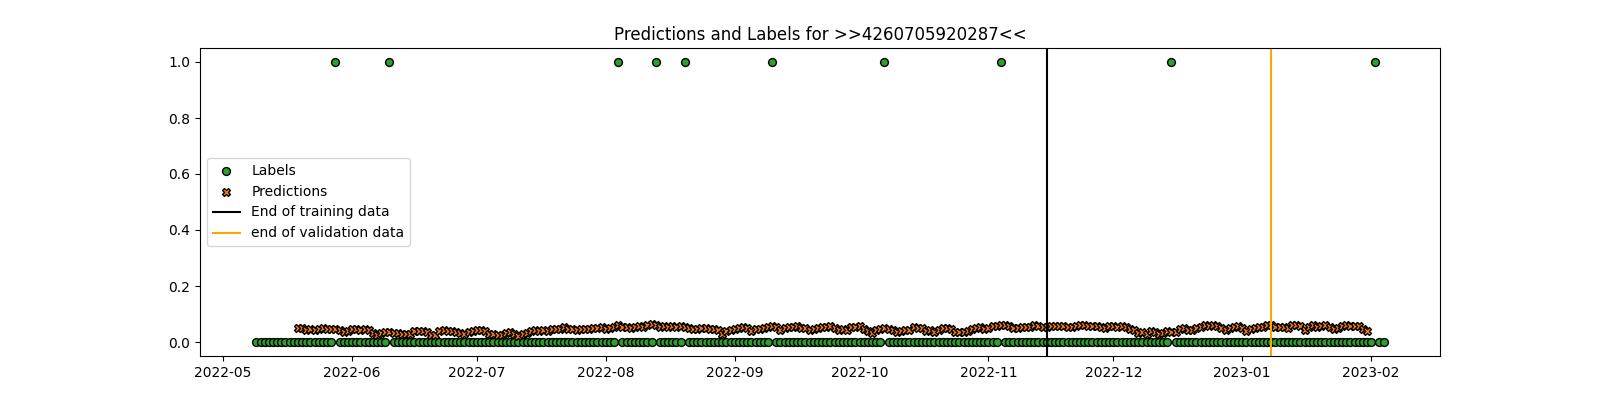 Predictions and Labels for >>4260705920287<<
1.0
0.8
0.6
0.4
0.2
0.0
Labels
Predictions
End of training data
end of validation data
2022-05 2022-06 2022-07 2022-08 2022-09 2022-10 2022-11 2022-12 2023-01 2023-02